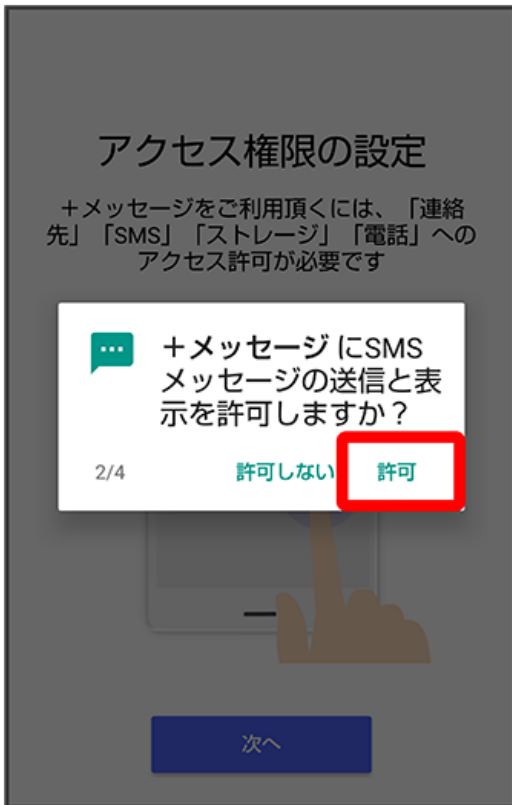 アクセス権限の設定
＋メッセージをご利用頂くには、「連絡
先」「SMS」「ストレージ」「電話」への
アクセス許可が必要です
＋メッセージ にSMS
メッセージの送信と表
示を許可しますか？
2/4 許可しない 許可
次へ